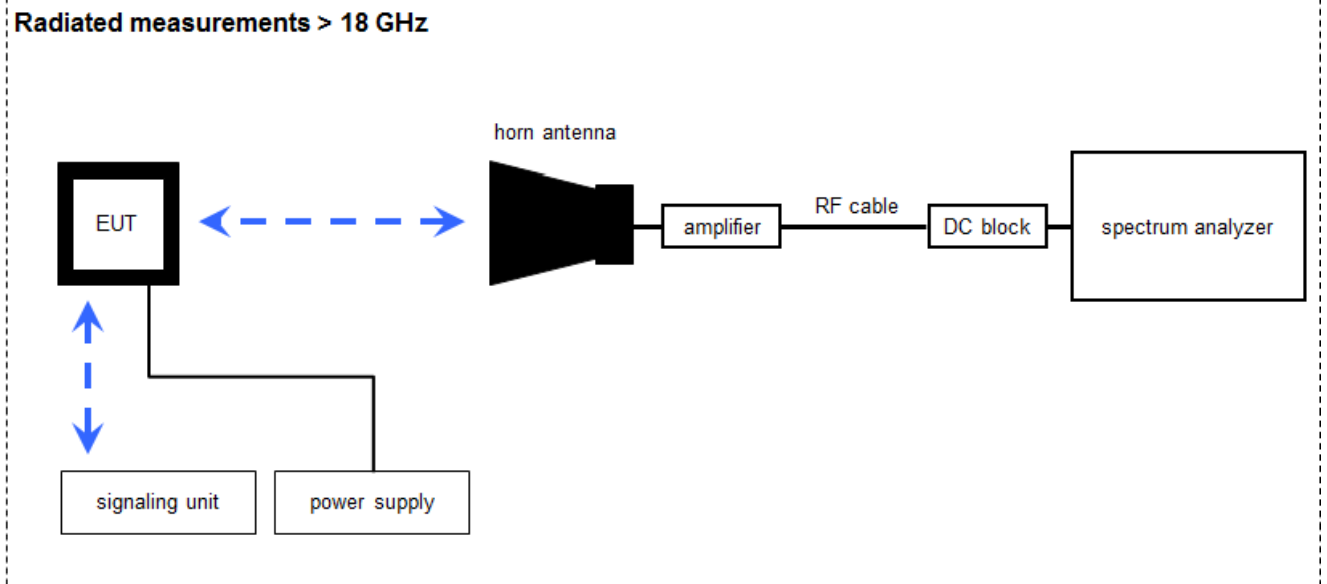 Radiated measurements > 18 GHz
horn antenna
EUT
amplifier
RF cable
DC block
spectrum analyzer
signaling unit
power supply